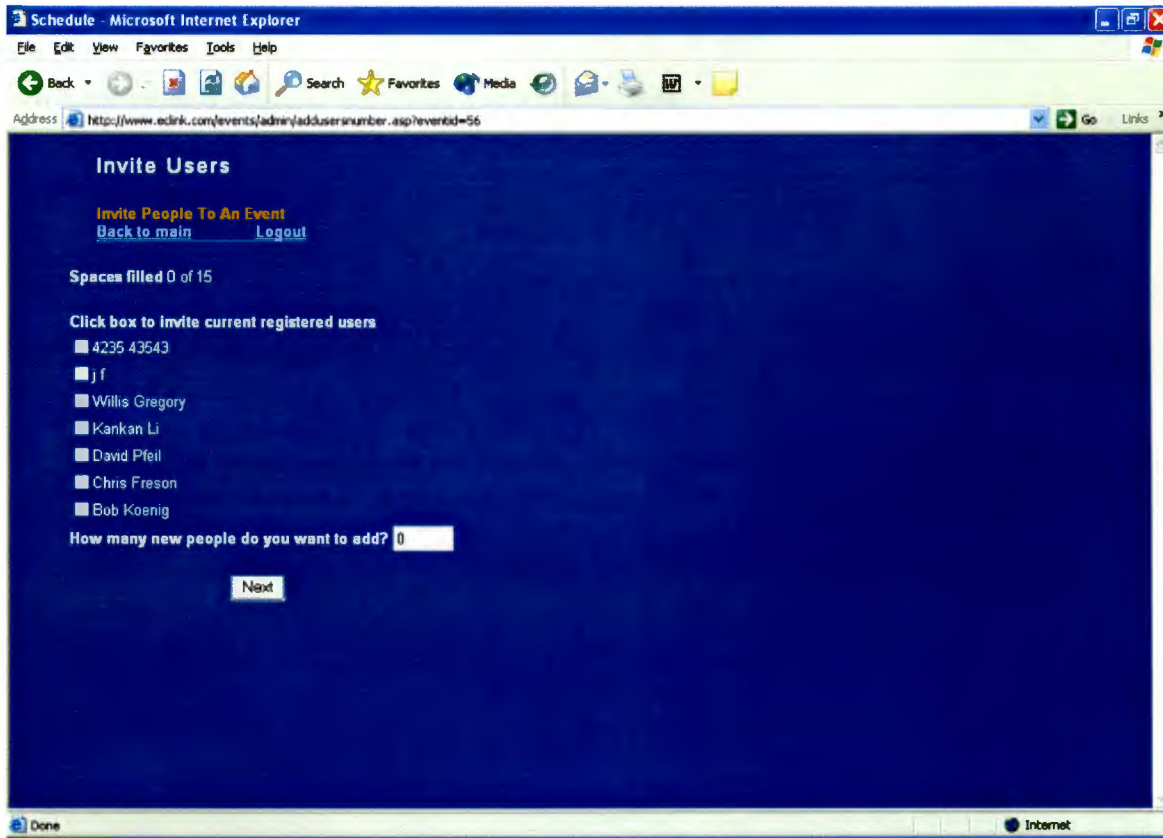 Schedule - Microsoft Internet Explorer
File Edit View Favorites Tools Help
Back Search Favorites Media
Address http://www.eclink.com/events/admin/addusersnumber.asp?eventid=56 Go Links
Invite Users
Invite People To An Event
Back to main Logout
Spaces filled 0 of 15
Click box to invite current registered users
4235 43543
j f
Willis Gregory
Kankan Li
David Pfeil
Chris Freson
Bob Koenig
How many new people do you want to add? 0
Next
Done Internet